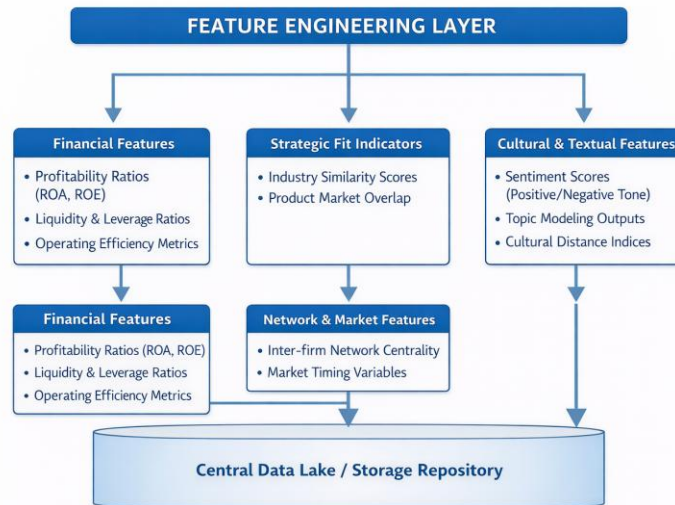 FEATURE ENGINEERING LAYER
Financial Features
• Profitability Ratios
(ROA, ROE)
• Liquidity & Leverage Ratios
• Operating Efficiency Metrics
Strategic Fit Indicators
• Industry Similarity Scores
• Product Market Overlap
Cultural & Textual Features
• Sentiment Scores
(Positive/Negative Tone)
• Topic Modeling Outputs
• Cultural Distance Indices
Financial Features
• Profitability Ratios (ROA, ROE)
• Liquidity & Leverage Ratios
• Operating Efficiency Metrics
Network & Market Features
• Inter-firm Network Centrality
• Market Timing Variables
Central Data Lake / Storage Repository